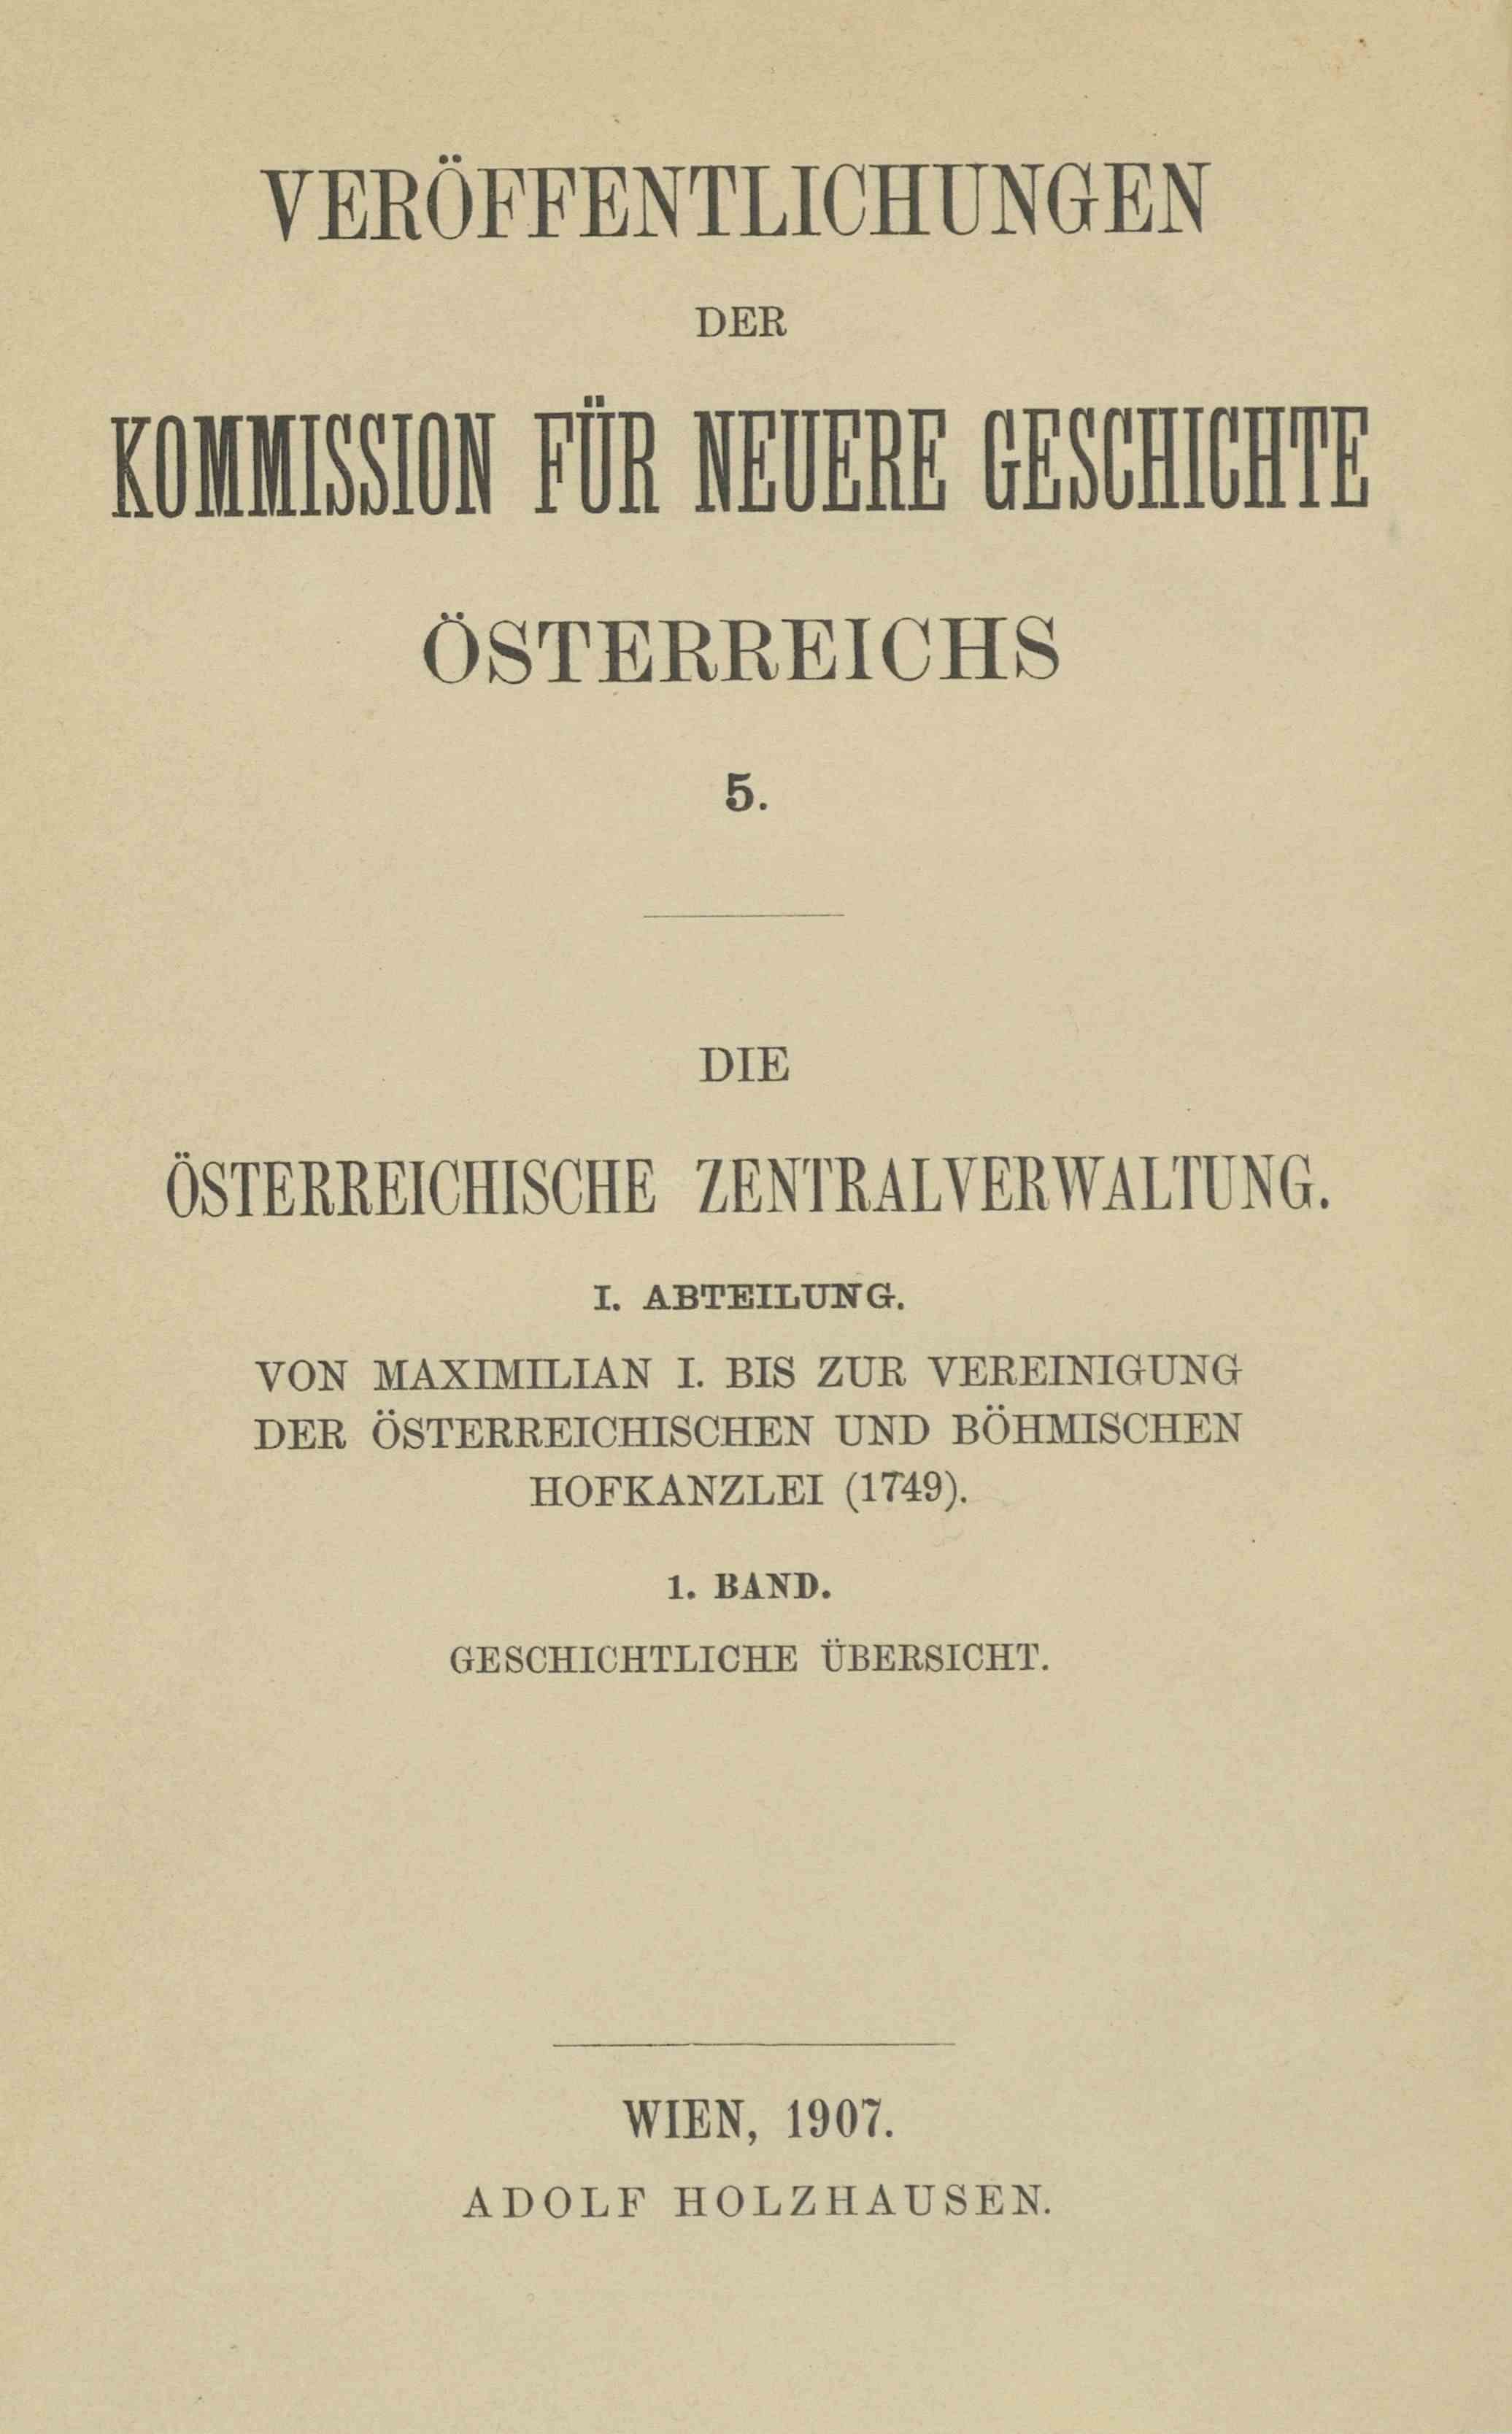 VERÖFFENTLICHUNGEN
DER
KOMMISSION FÜR NEUERE GESCHICHTE
ÖSTERREICHS
5.
DIE
ÖSTERREICHISCHE ZENTRALVERWALTUNG.
I. ABTEILUNG.
VON MAXIMILIAN I. BIS ZUR VEREINIGUNG
DER ÖSTERREICHISCHEN UND BÖHMISCHEN
HOFKANZLEI (1749).
1. BAND.
GESCHICHTLICHE ÜBERSICHT.
WIEN, 1907.
ADOLF HOLZHAUSEN.